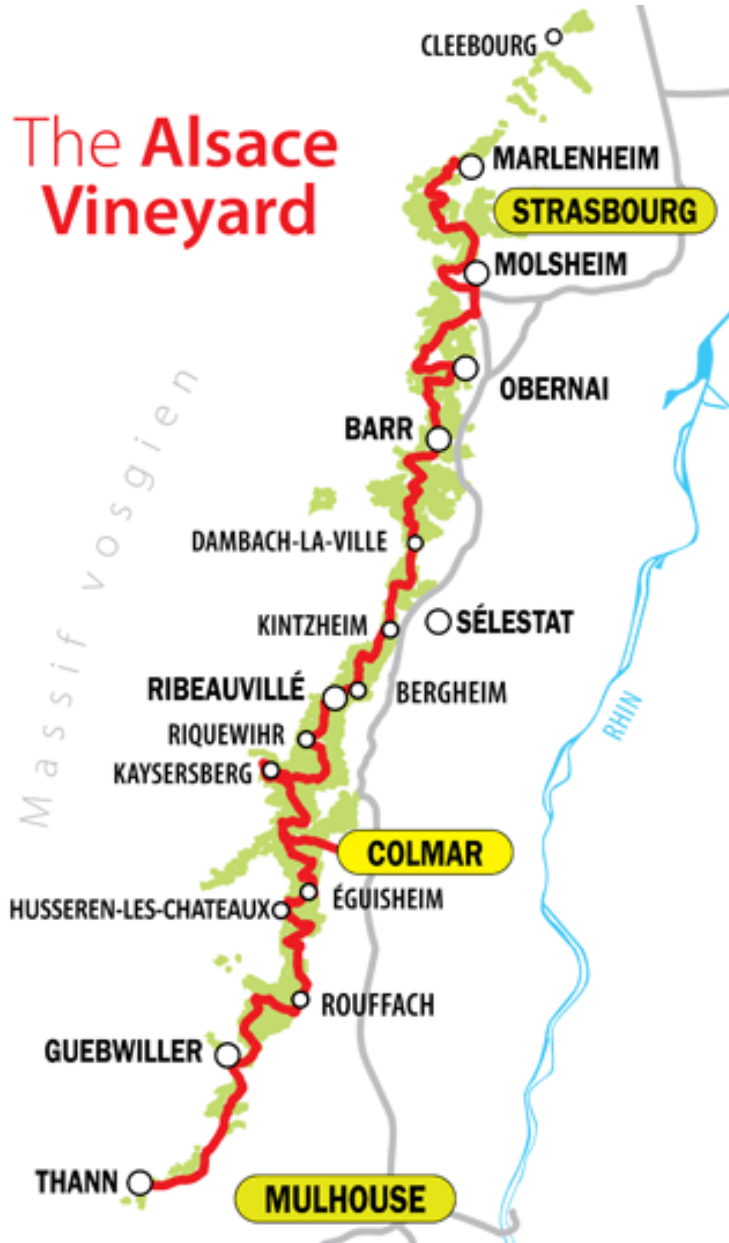 CLEEBOURG
The Alsace
Vineyard
MARLENHEIM
STRASBOURG
MOLSHEIM
OBERNAI
BARR
Massif vosgien
DAMBACH-LA-VILLE
KINTZHEIM
SÉLESTAT
RIBEAUVILLÉ
BERGHEIM
RHIN
RIQUEWIHR
KAYSERSBERG
COLMAR
ÉGUISHEIM
HUSSEREN-LES-CHATEAUX
ROUFFACH
GUEBWILLER
THANN
MULHOUSE